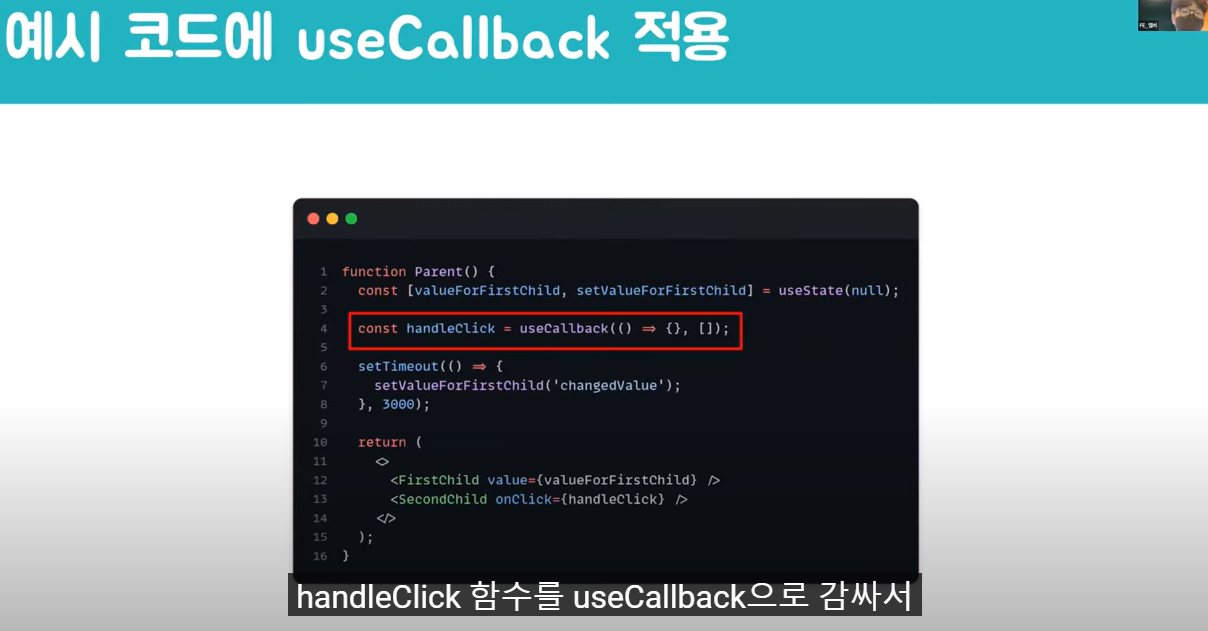 예시 코드에 useCallback 적용
FE_앨버
1 function Parent() {
2 const [valueForFirstChild, setValueForFirstChild] = useState(null);
3
4 const handleClick = useCallback(() => {}, []);
5
6 setTimeout(() => {
7 setValueForFirstChild('changedValue');
8 }, 3000);
9
10 return (
11 <>
12 <FirstChild value={valueForFirstChild} />
13 <SecondChild onClick={handleClick} />
14 </>
15 );
16 }
handleClick 함수를 useCallback으로 감싸서